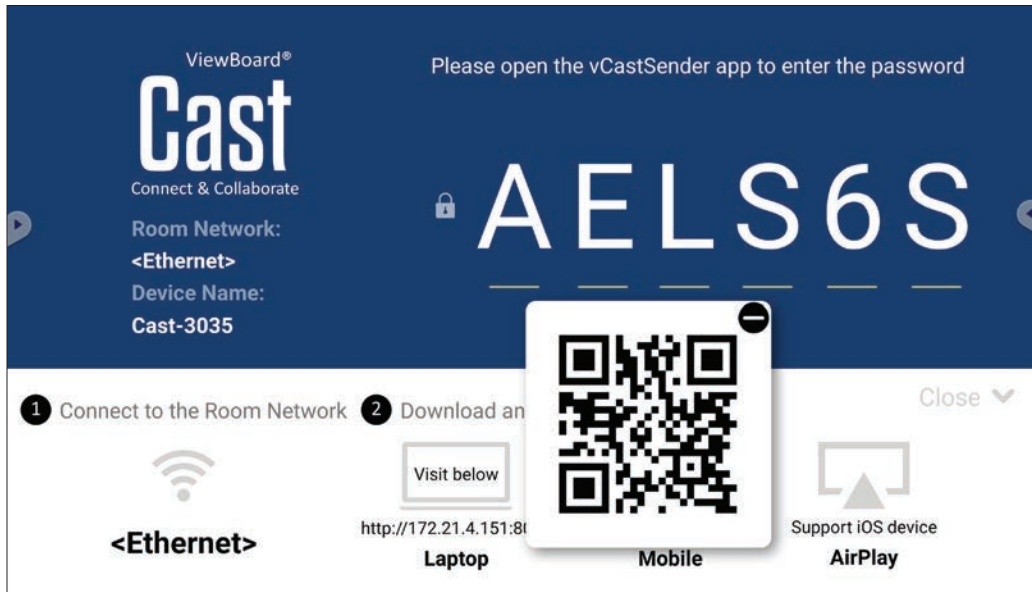 ViewBoard®
Cast
Connect & Collaborate
Room Network:
<Ethernet>
Device Name:
Cast-3035
Please open the vCastSender app to enter the password
AELS6S
1 Connect to the Room Network
2 Download an
Close
<Ethernet>
Visit below
http://172.21.4.151:80
Laptop
Mobile
Support iOS device
AirPlay